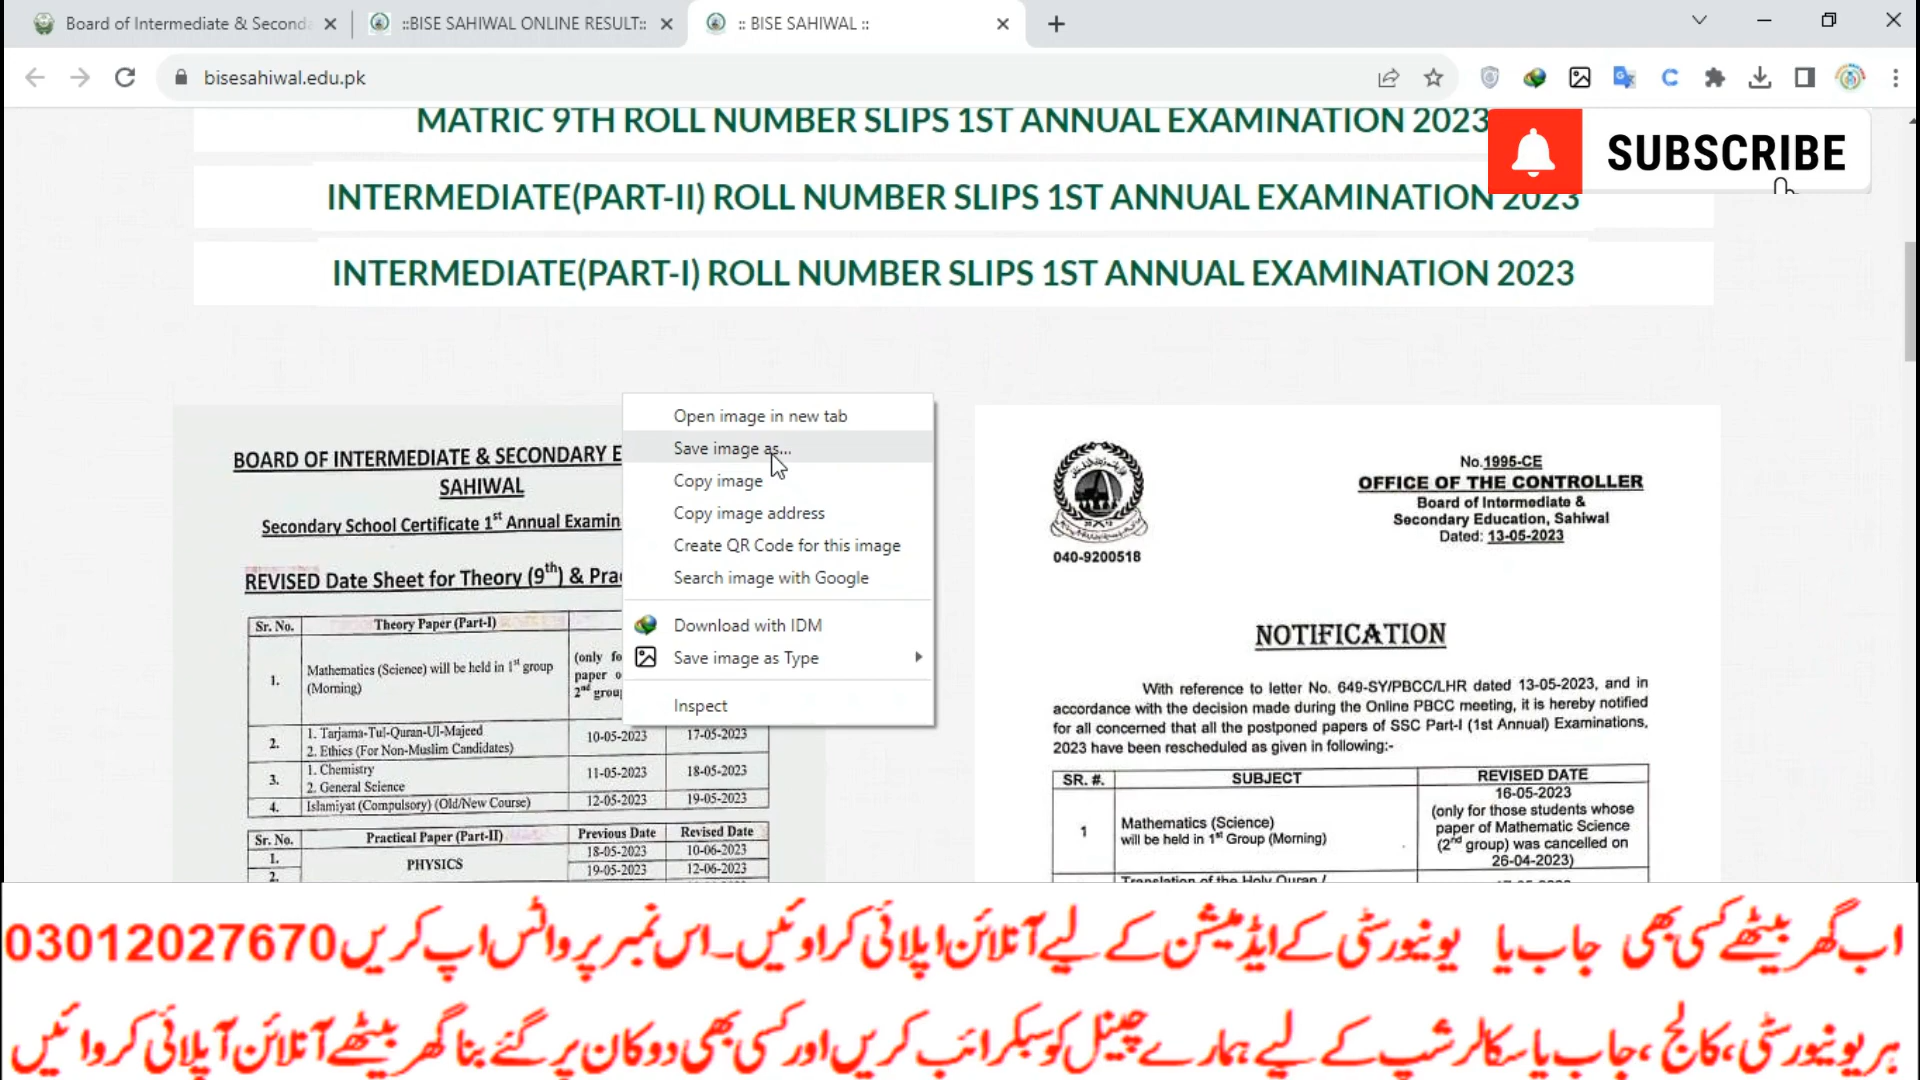 Board of Intermediate & Seconda
::BISE SAHIWAL ONLINE RESULT::
:: BISE SAHIWAL ::
bisesahiwal.edu.pk
MATRIC 9TH ROLL NUMBER SLIPS 1ST ANNUAL EXAMINATION 2023
SUBSCRIBE
INTERMEDIATE(PART-II) ROLL NUMBER SLIPS 1ST ANNUAL EXAMINATION 2023
INTERMEDIATE(PART-I) ROLL NUMBER SLIPS 1ST ANNUAL EXAMINATION 2023
BOARD OF INTERMEDIATE & SECONDARY E
SAHIWAL
Secondary School Certificate 1st Annual Examin
REVISED Date Sheet for Theory (9th) & Pra
Sr. No. Theory Paper (Part-I)
1. Mathematics (Science) will be held in 1st group (only fo
(Morning) paper o
2nd group
2. 1. Tarjama-Tul-Quran-Ul-Majeed 10-05-2023 17-05-2023
2. Ethics (For Non-Muslim Candidates)
3. 1. Chemistry 11-05-2023 18-05-2023
2. General Science
4. Islamiyat (Compulsory) (Old/New Course) 12-05-2023 19-05-2023
Sr. No. Practical Paper (Part-II) Previous Date Revised Date
1. PHYSICS 18-05-2023 10-06-2023
2. 19-05-2023 12-06-2023
Open image in new tab
Save image as...
Copy image
Copy image address
Create QR Code for this image
Search image with Google
Download with IDM
Save image as Type
Inspect
040-9200518
No.1995-CE
OFFICE OF THE CONTROLLER
Board of Intermediate &
Secondary Education, Sahiwal
Dated: 13-05-2023
NOTIFICATION
With reference to letter No. 649-SY/PBCC/LHR dated 13-05-2023, and in
accordance with the decision made during the Online PBCC meeting, it is hereby notified
for all concerned that all the postponed papers of SSC Part-I (1st Annual) Examinations,
2023 have been rescheduled as given in following:-
SR. #. SUBJECT REVISED DATE
1 Mathematics (Science)
will be held in 1st Group (Morning)
16-05-2023
(only for those students whose
paper of Mathematic Science
(2nd group) was cancelled on
26-04-2023)
Translation of the Holy Quran /
اب گھر بیٹھے کسی بھی جاب یا یونیورسٹی کے ایڈمیشن کے لیے آنلائن اپلائی کراوئیں۔اس نمبر پر واٹس اپ کریں 03012027670
ہر یونیورسٹی،کالج ،جاب یا سکالرشپ کے لیے ہمارے چینل کو سبکرائب کریں اور کسی بھی دوکان پر گئے بنا گھر بیٹھے آنلائن آپلائی کروائیں